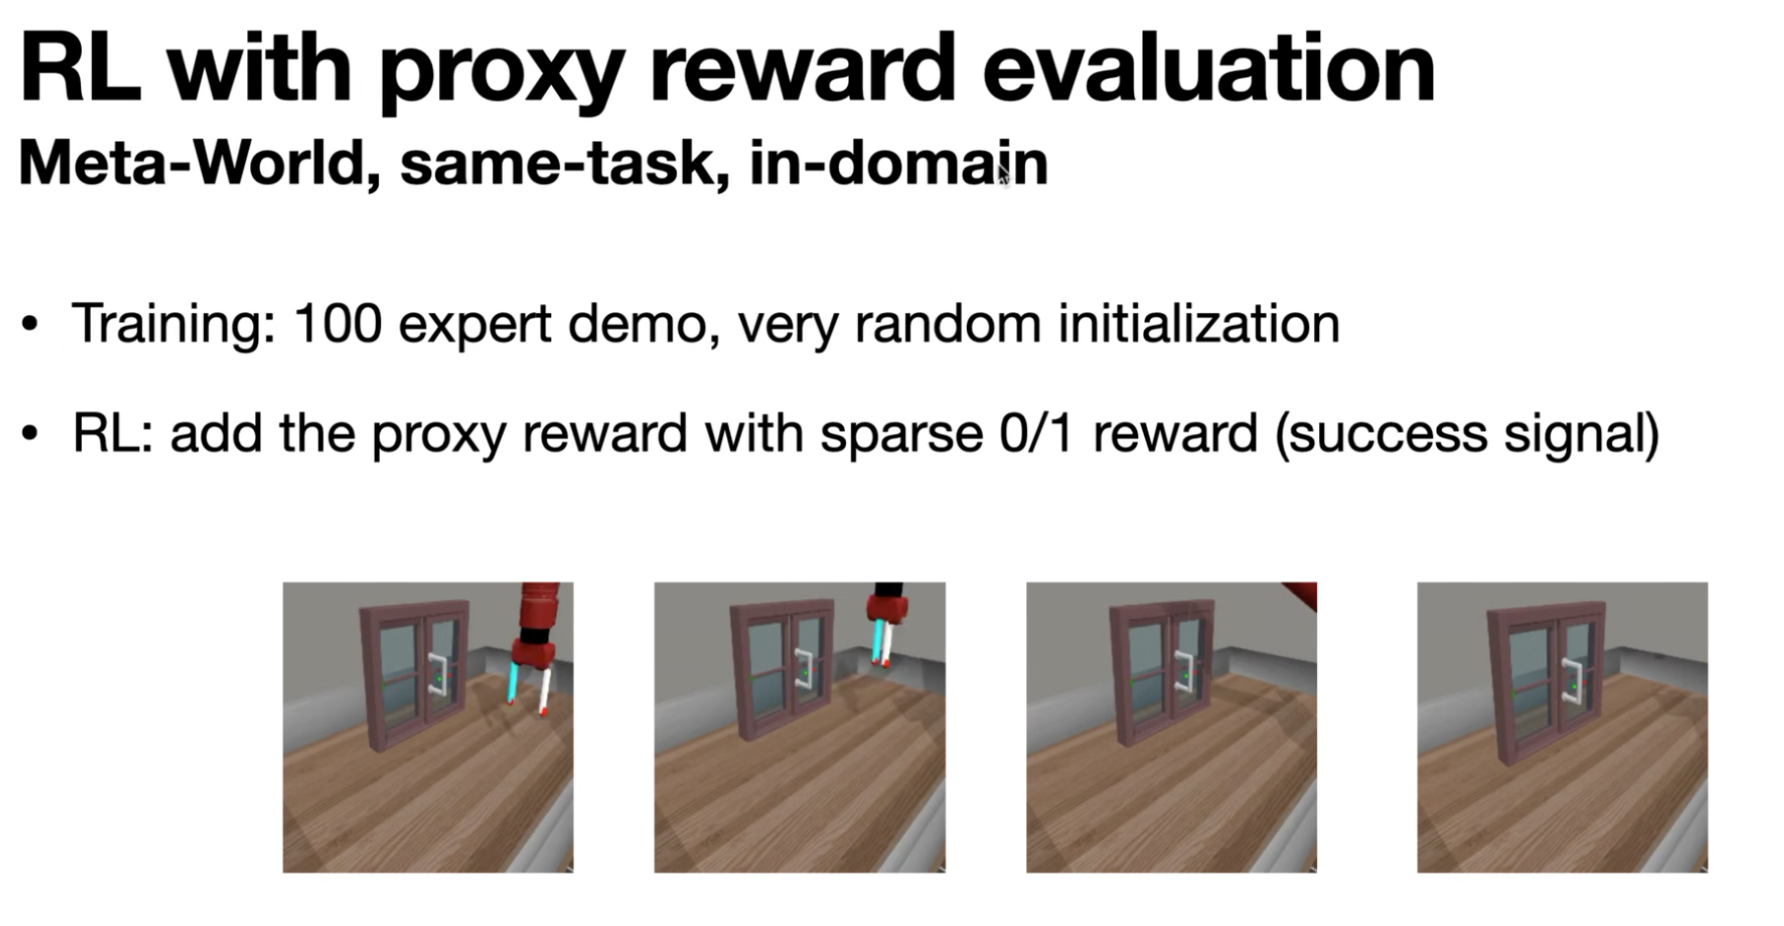 RL with proxy reward evaluation
Meta-World, same-task, in-domain
• Training: 100 expert demo, very random initialization
• RL: add the proxy reward with sparse 0/1 reward (success signal)